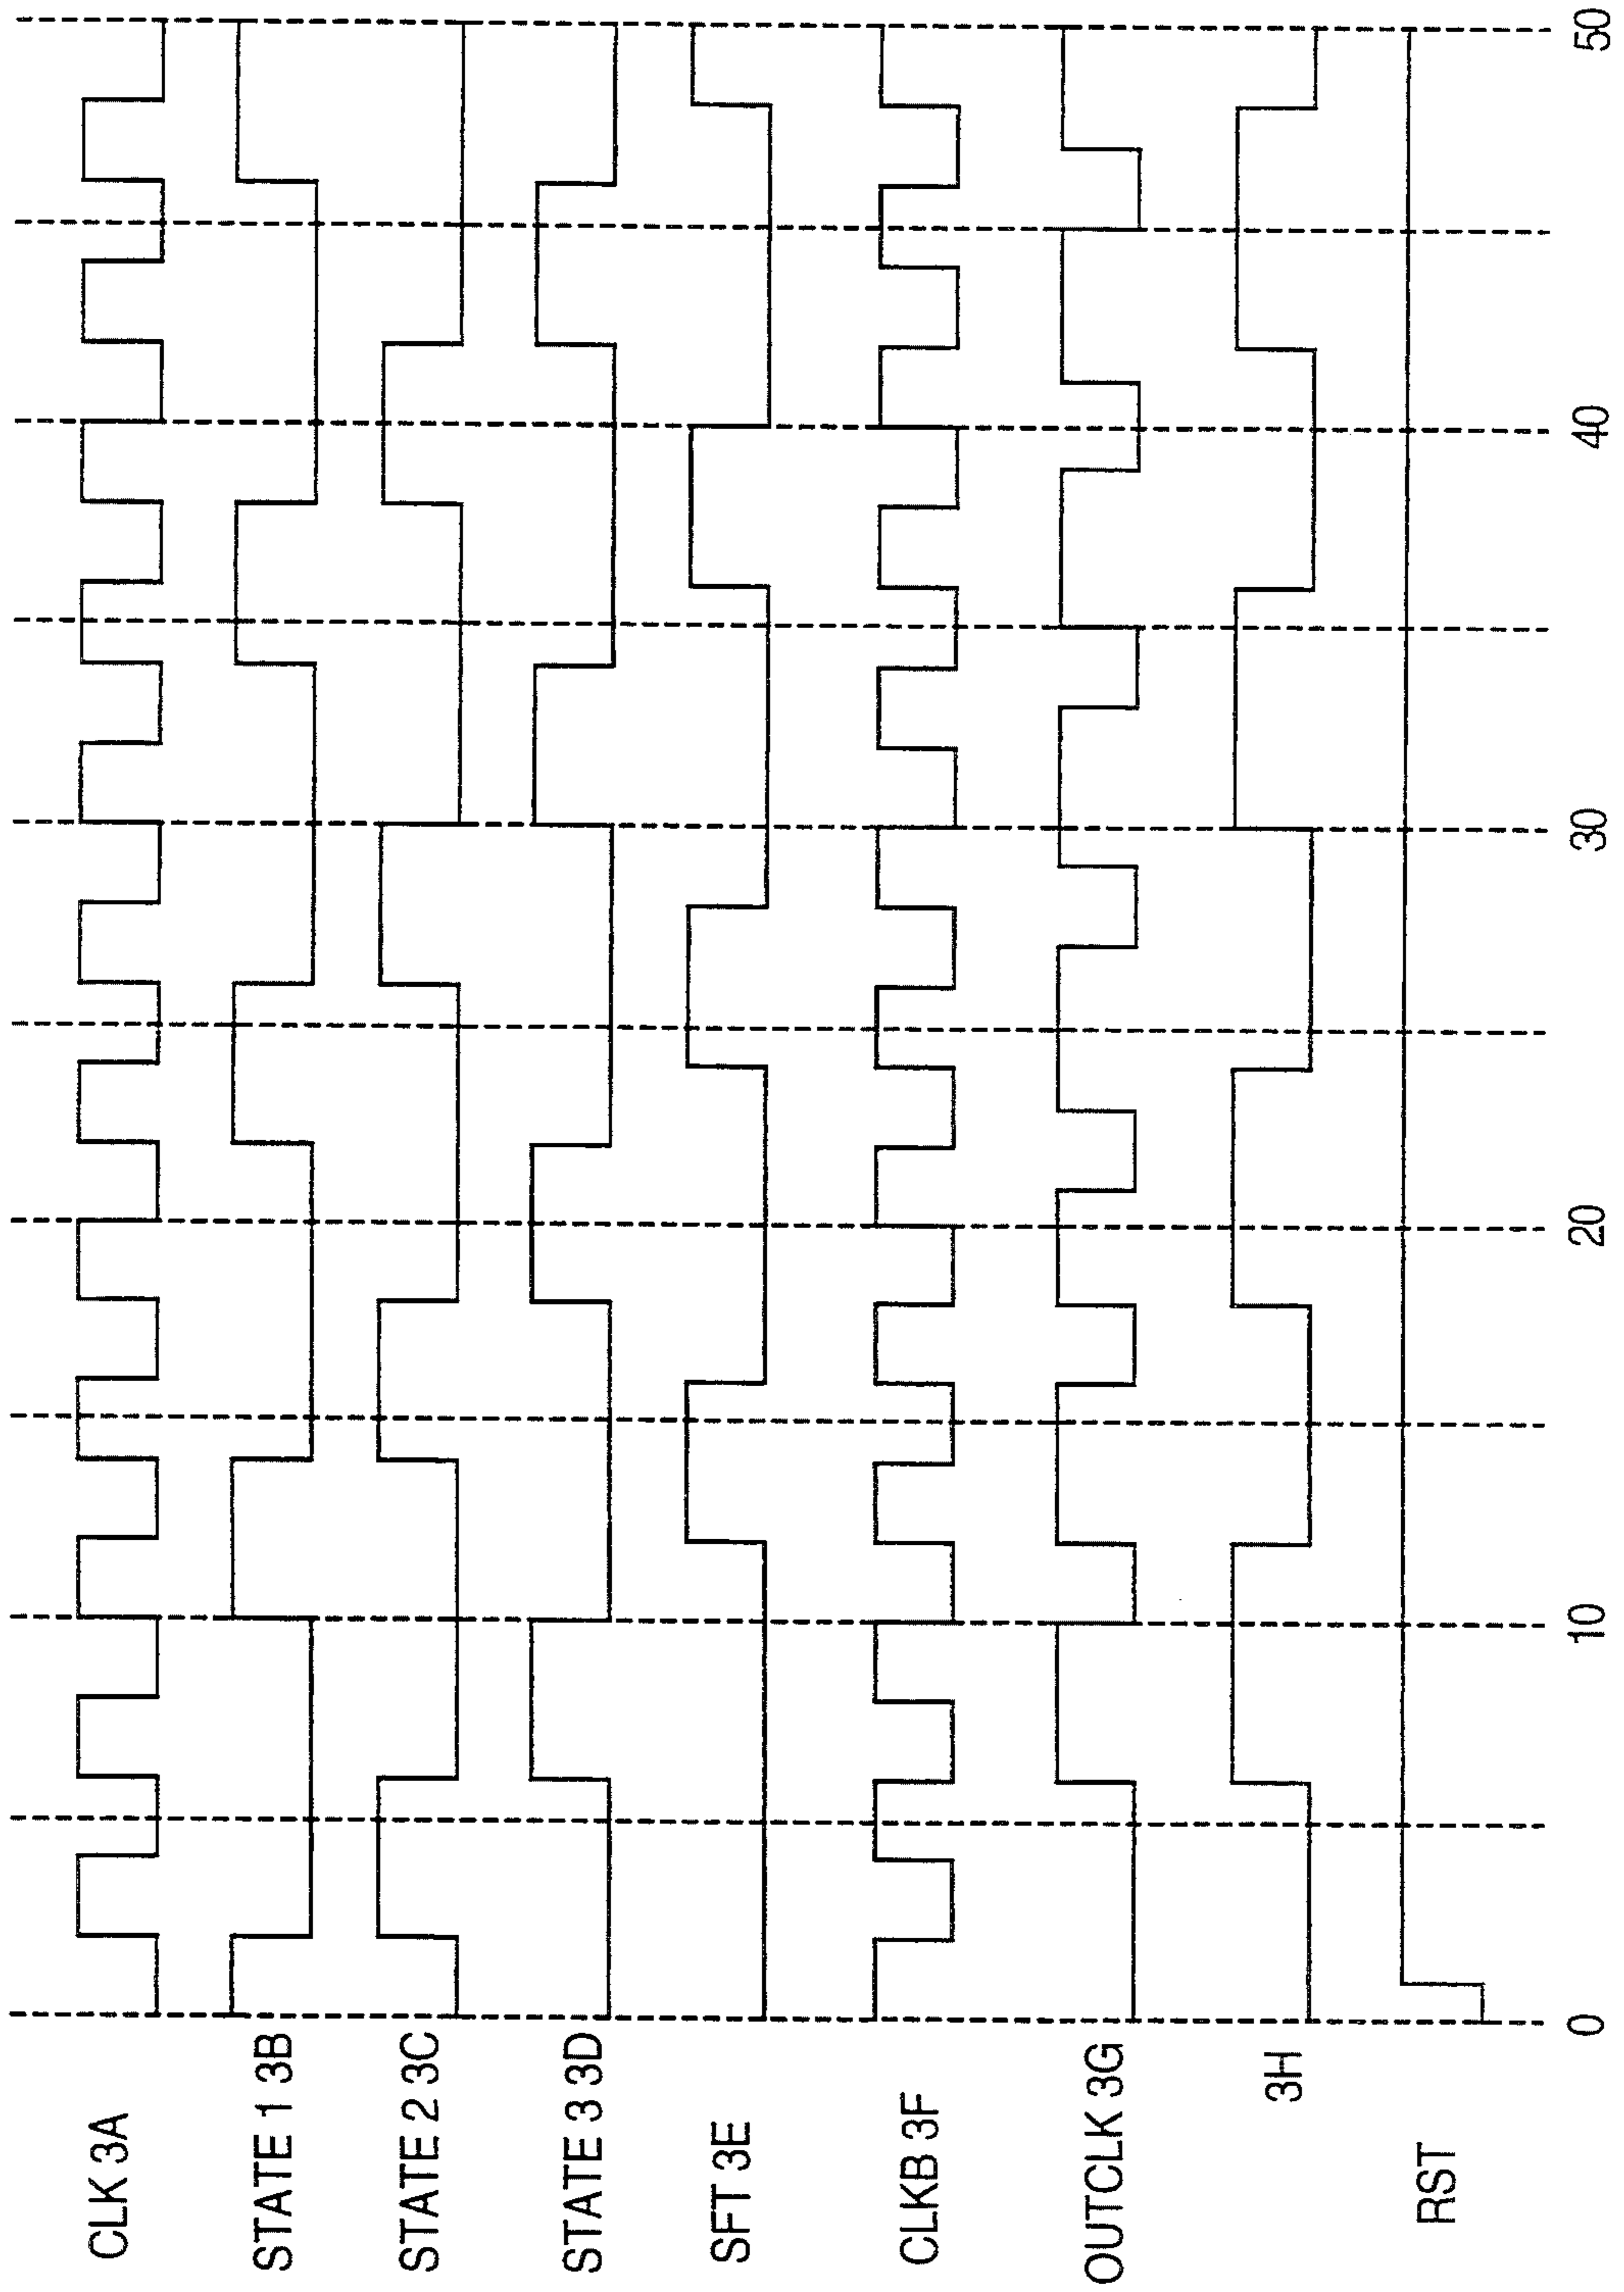 CLK 3A
STATE 1 3B
STATE 2 3C
STATE 3 3D
SFT 3E
CLKB 3F
OUTCLK 3G
3H
RST
0
10
20
30
40
50